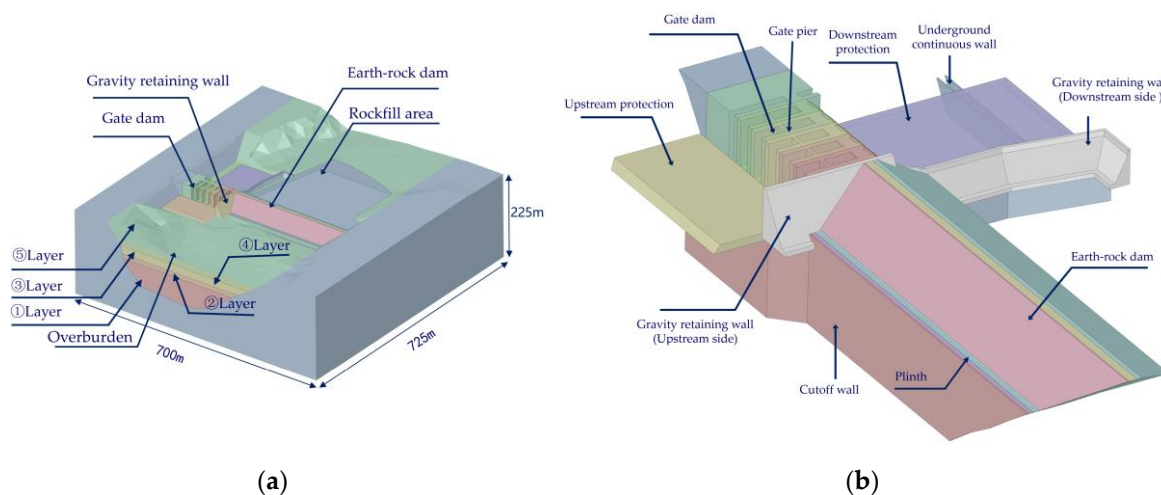 Gravity retaining wall
Gate dam
Earth-rock dam
Rockfill area
225m
⑤Layer
③Layer
①Layer
④Layer
②Layer
Overburden
700m
725m
(a)
Gate dam
Gate pier
Downstream
protection
Underground
continuous wall
Gravity retaining wa
(Downstream side )
Upstream protection
Earth-rock dam
Gravity retaining wall
(Upstream side)
Cutoff wall
Plinth
(b)